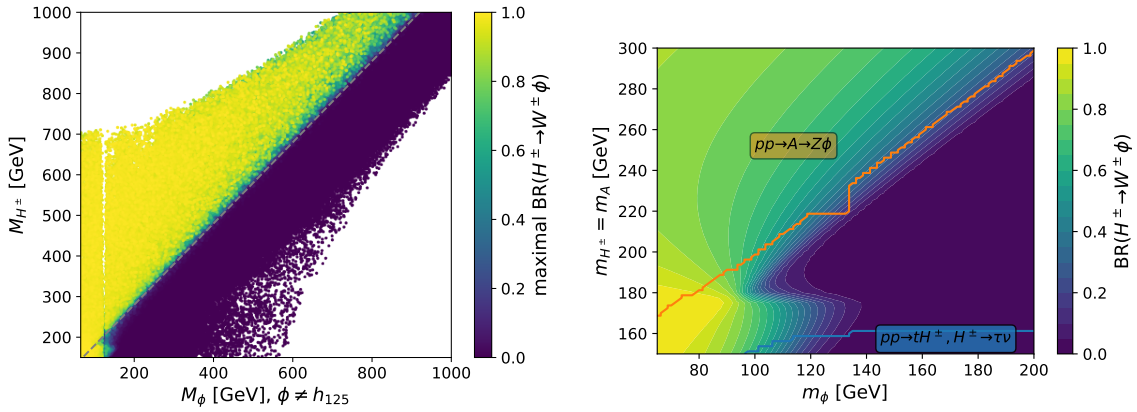 1000
900
800
700
600
500
400
300
200
M_{H^±} [GeV]
200 400 600 800 1000
M_ϕ [GeV], ϕ ≠ h_{125}
1.0
0.8
0.6
0.4
0.2
0.0
maximal BR(H^±→W^±ϕ)
300
280
260
240
220
200
180
160
m_{H^±} = m_A [GeV]
pp→A→Zϕ
pp→tH^±, H^±→τν
80 100 120 140 160 180 200
m_ϕ [GeV]
1.0
0.8
0.6
0.4
0.2
0.0
BR(H^±→W^±ϕ)